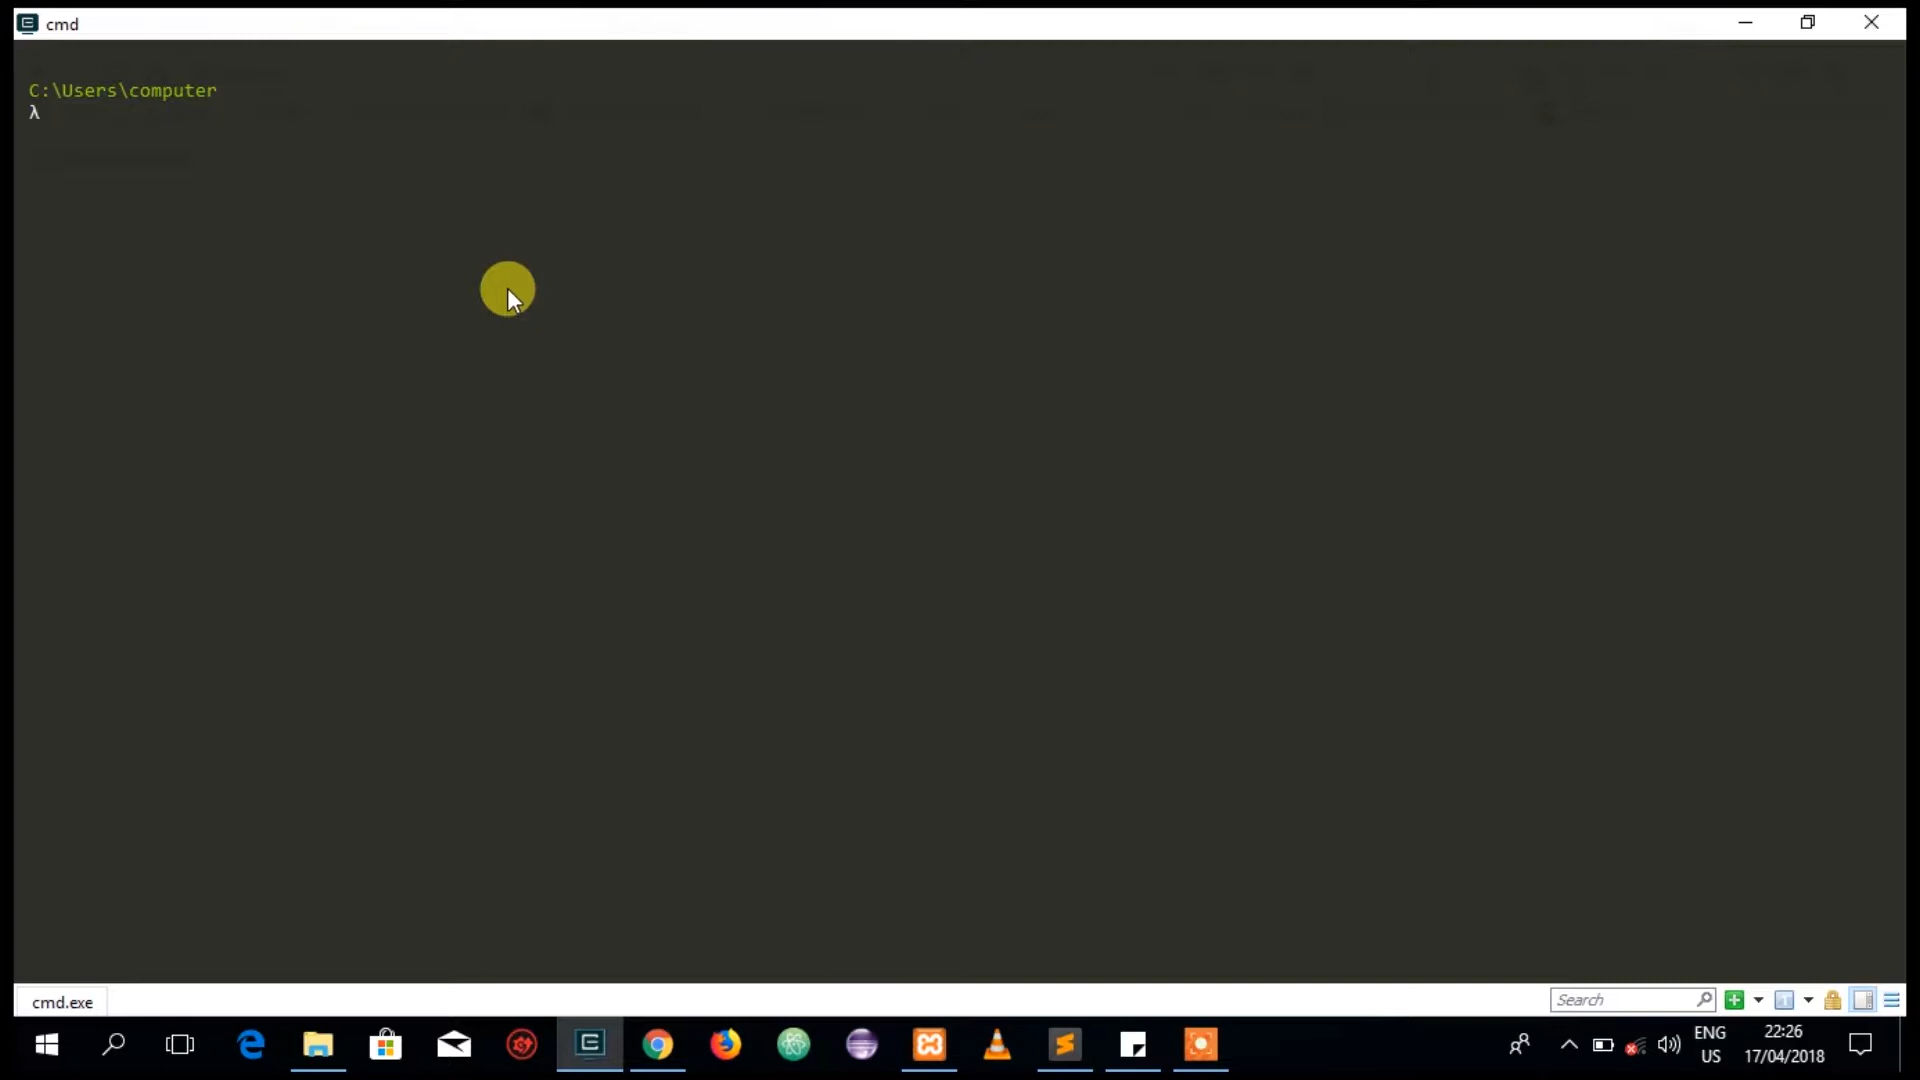 cmd
C:\Users\computer
λ
cmd.exe
Search
ENG
US
22:26
17/04/2018